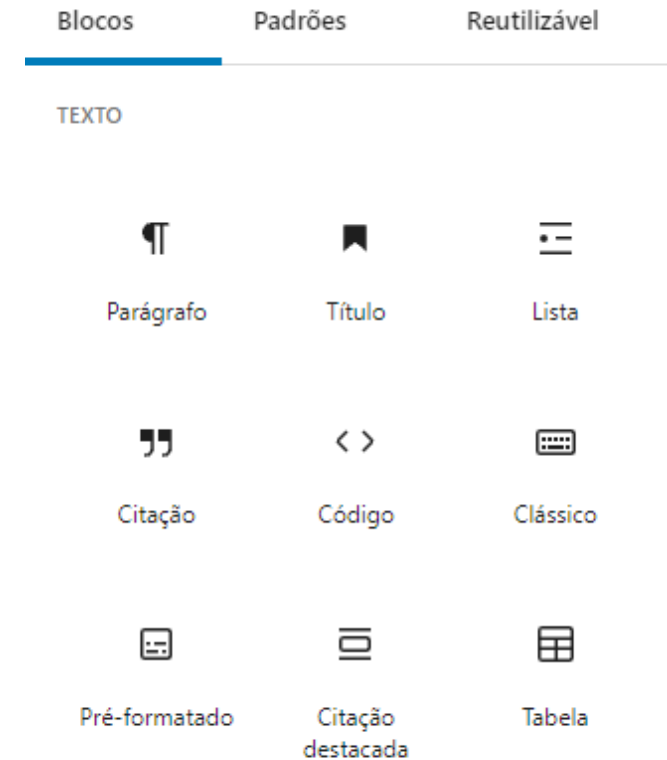 Blocos Padrões Reutilizável
TEXTO
Parágrafo Título Lista
Citação Código Clássico
Pré-formatado Citação destacada Tabela